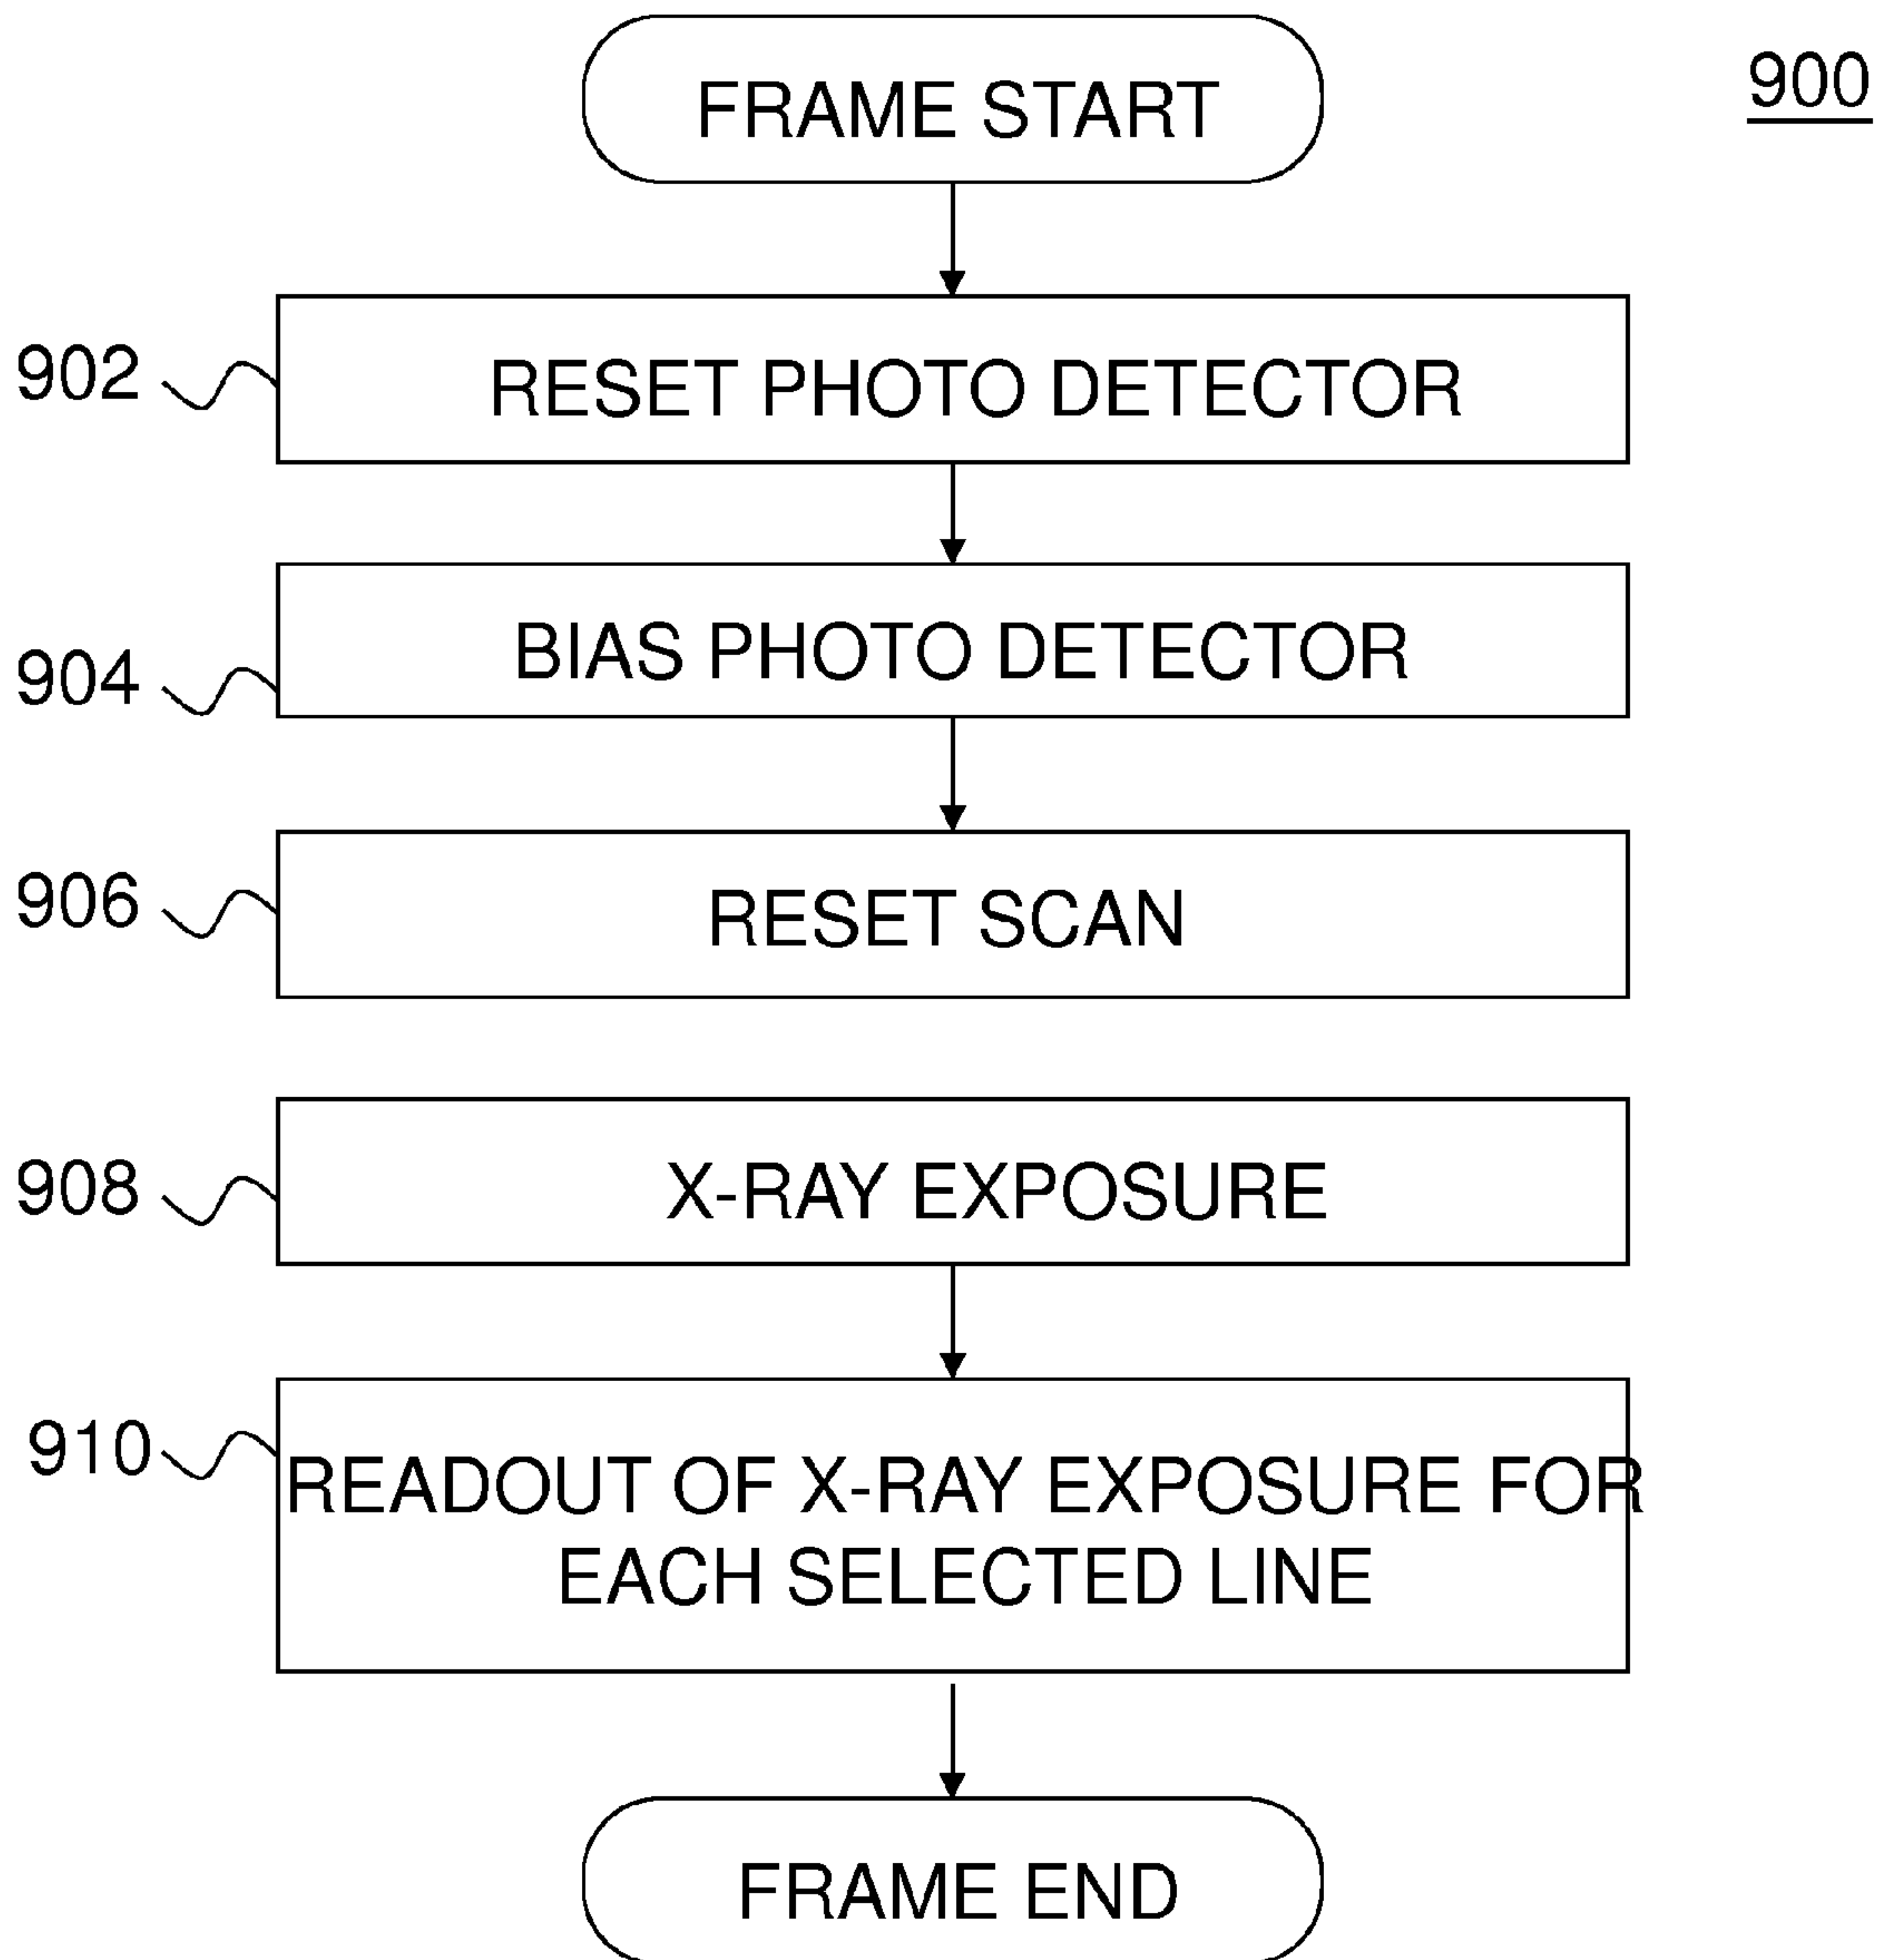 FRAME START
900
902
RESET PHOTO DETECTOR
904
BIAS PHOTO DETECTOR
906
RESET SCAN
908
X-RAY EXPOSURE
910
READOUT OF X-RAY EXPOSURE FOR
EACH SELECTED LINE
FRAME END